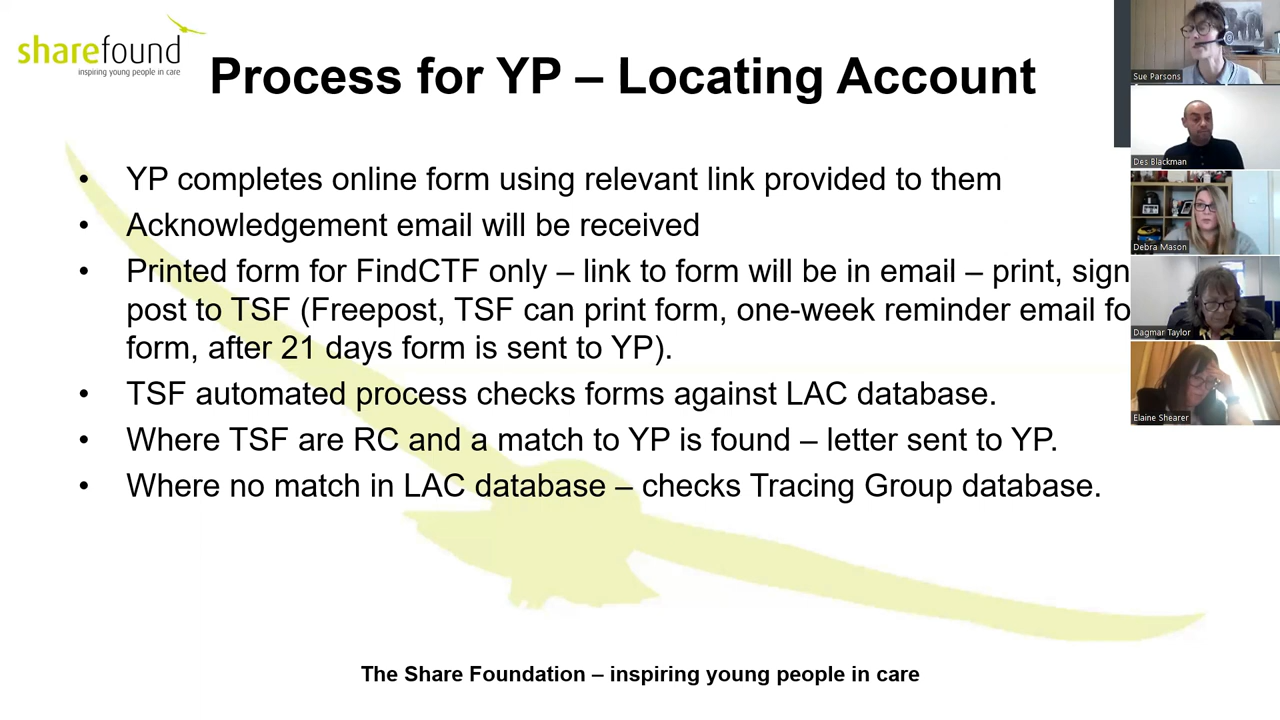 sharefound
inspiring young people in care
Process for YP – Locating Account
• YP completes online form using relevant link provided to them
• Acknowledgement email will be received
• Printed form for FindCTF only – link to form will be in email – print, sign
post to TSF (Freepost, TSF can print form, one-week reminder email fo
form, after 21 days form is sent to YP).
• TSF automated process checks forms against LAC database.
• Where TSF are RC and a match to YP is found – letter sent to YP.
• Where no match in LAC database – checks Tracing Group database.
The Share Foundation – inspiring young people in care
Sue Parsons
Des Blackman
Debra Mason
Dagmar Taylor
Elaine Shearer